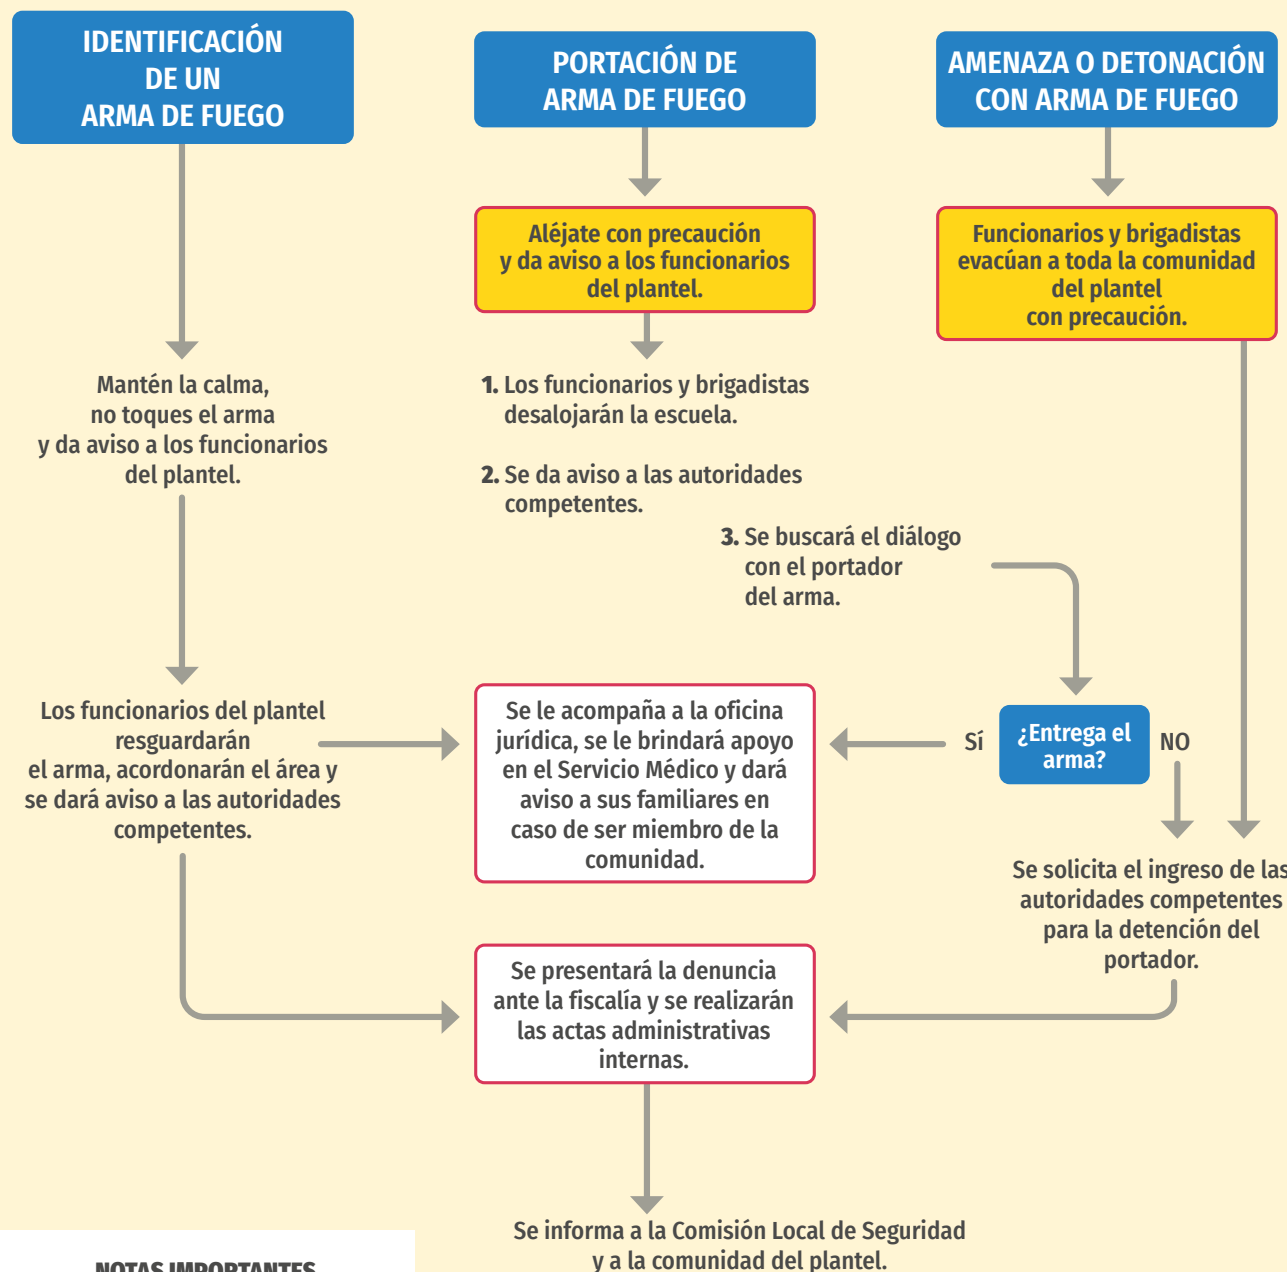 IDENTIFICACIÓN
DE UN
ARMA DE FUEGO
Mantén la calma,
no toques el arma
y da aviso a los funcionarios
del plantel.
Los funcionarios del plantel
resguardarán
el arma, acordonarán el área y
se dará aviso a las autoridades
competentes.
PORTACIÓN DE
ARMA DE FUEGO
Aléjate con precaución
y da aviso a los funcionarios
del plantel.
1. Los funcionarios y brigadistas
desalojarán la escuela.
2. Se da aviso a las autoridades
competentes.
3. Se buscará el diálogo
con el portador
del arma.
AMENAZA O DETONACIÓN
CON ARMA DE FUEGO
Funcionarios y brigadistas
evacúan a toda la comunidad
del plantel
con precaución.
¿Entrega el
arma?
Sí
NO
Se le acompaña a la oficina
jurídica, se le brindará apoyo
en el Servicio Médico y dará
aviso a sus familiares en
caso de ser miembro de la
comunidad.
Se solicita el ingreso de las
autoridades competentes
para la detención del
portador.
Se presentará la denuncia
ante la fiscalía y se realizarán
las actas administrativas
internas.
Se informa a la Comisión Local de Seguridad
y a la comunidad del plantel.
NOTAS IMPORTANTES